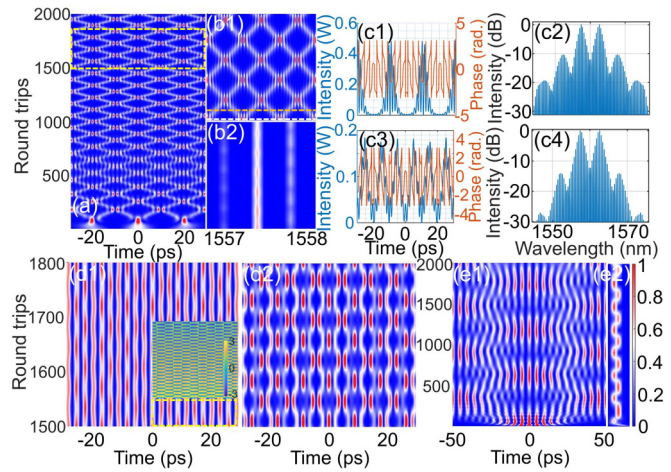 2000
1500
1000
500
Round trips
(a)
-20 0 20
Time (ps)
(b1)
(b2)
1557 1558
0.6
0.4
0.2
0
Intensity (W)
(c1)
5
0
-5
Phase (rad.)
0
-10
-20
-30
Intensity (dB)
(c2)
0.2
0.1
0
Intensity (W)
(c3)
4
2
0
-2
-4
Phase (rad.)
-20 0 20
Time (ps)
0
-10
-20
-30
Intensity (dB)
(c4)
1550 1570
Wavelength (nm)
1800
1700
1600
1500
Round trips
3
0
-3
-20 0 20
Time (ps)
(d2)
-20 0 20
Time (ps)
2000
1500
1000
500
(e1)
(e2)
-50 0 50
Time (ps)
1
0.8
0.6
0.4
0.2
0